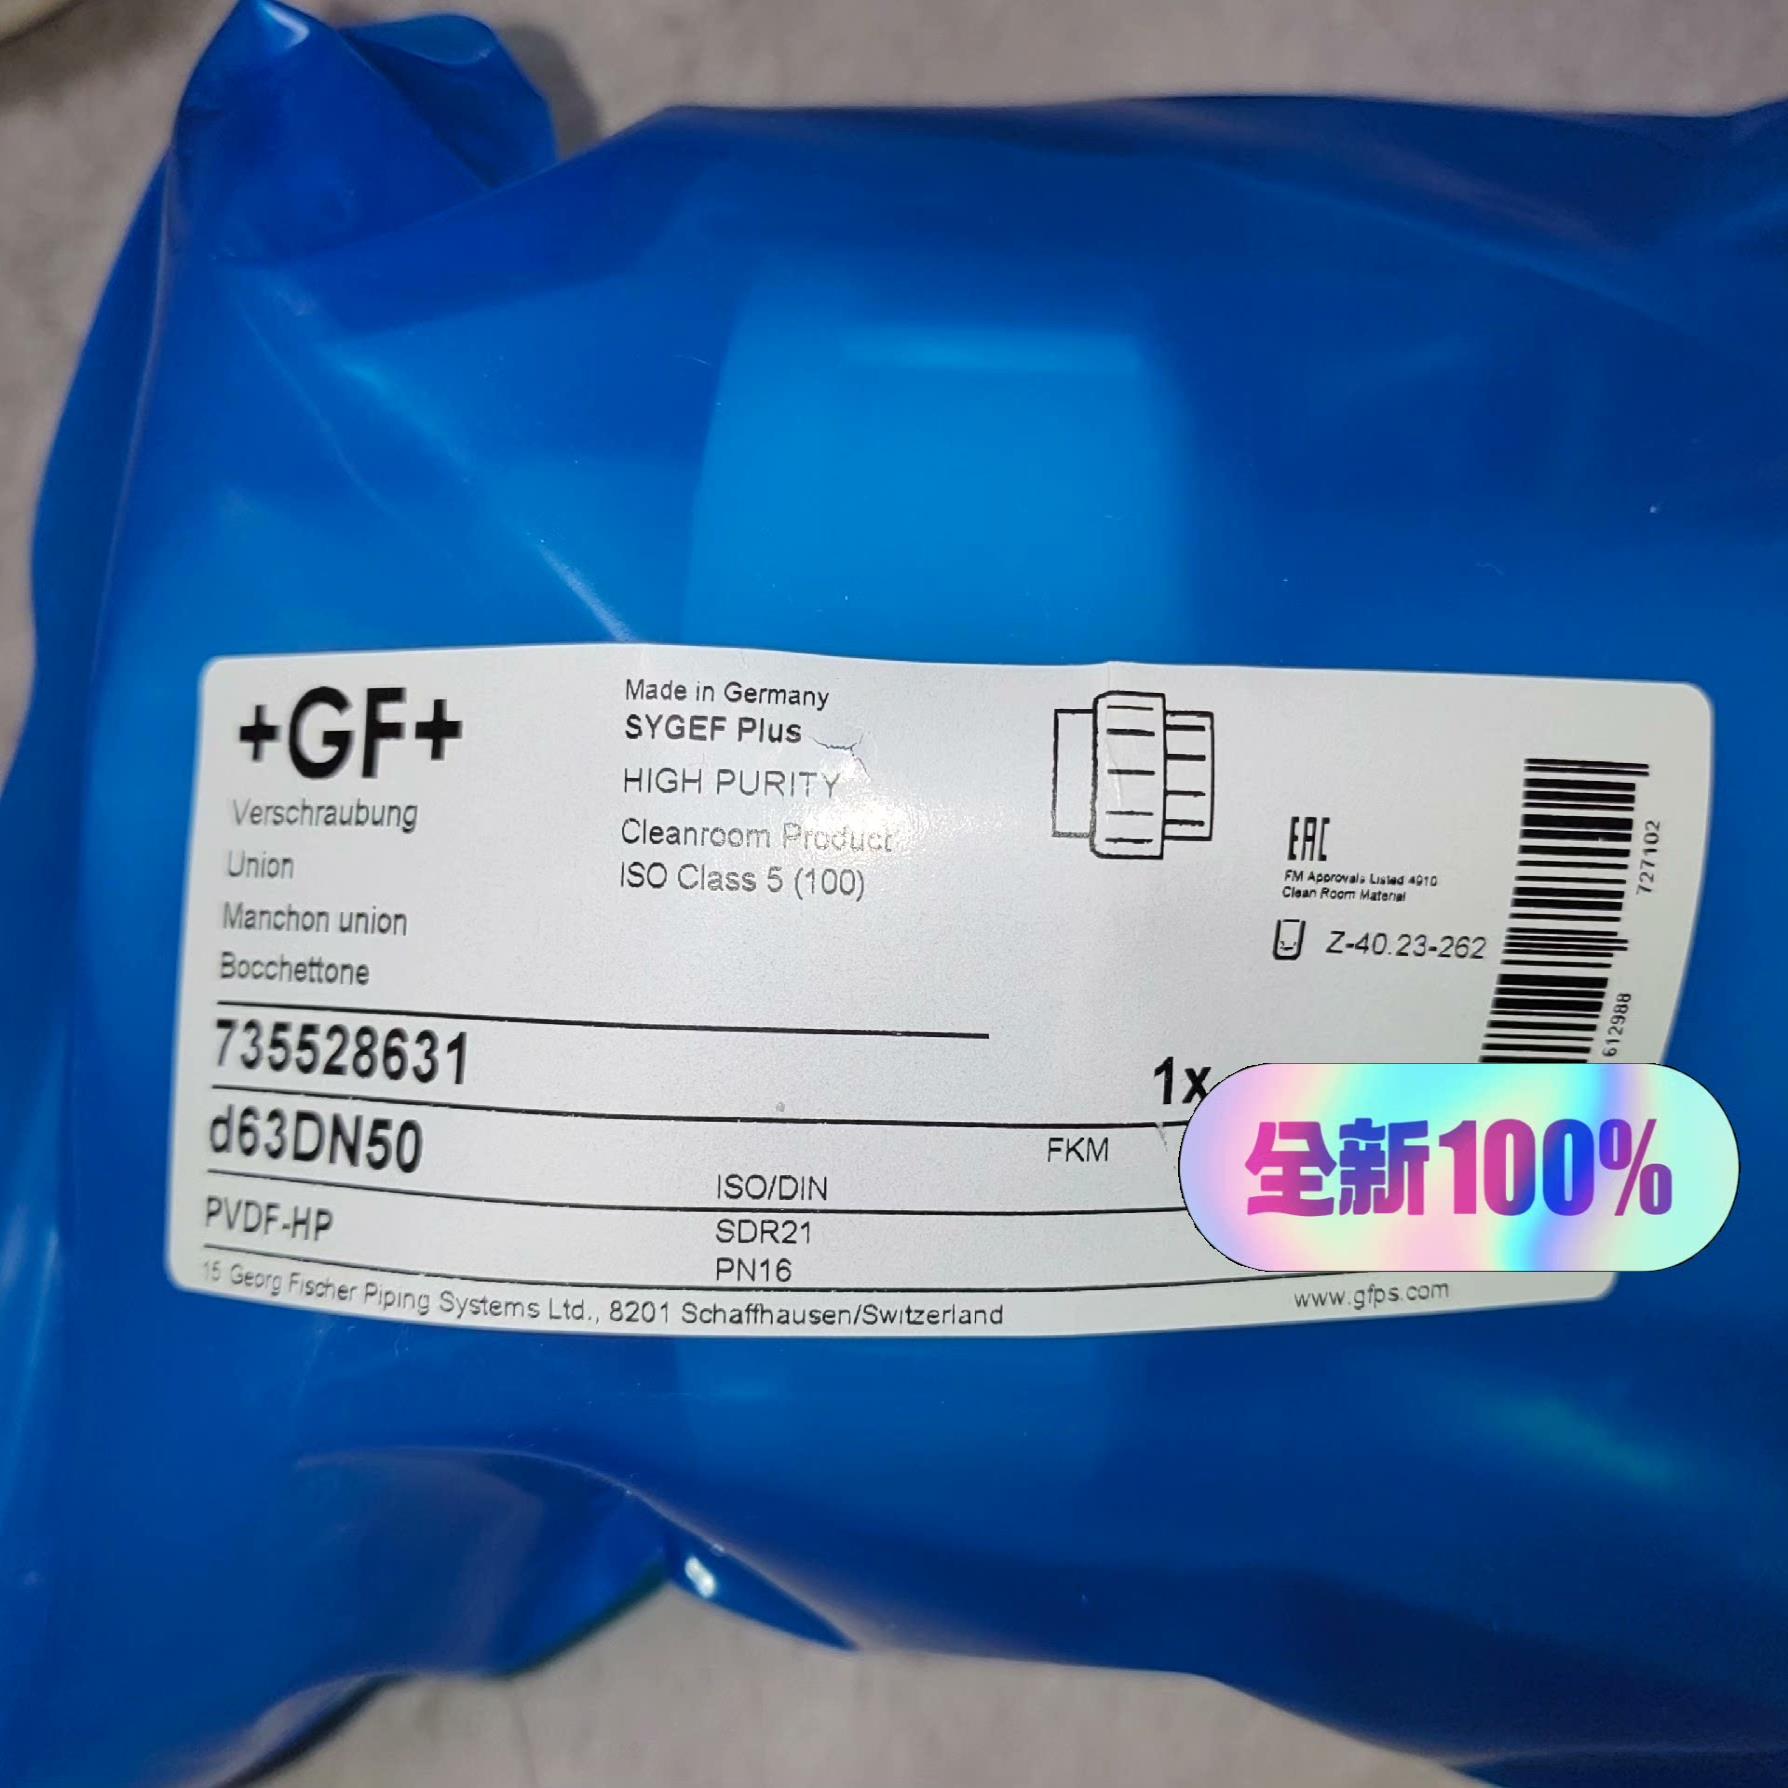 +GF+
Verschraubung
Union
Manchon union
Bocchettone
Made in Germany
SYGEF Plus
HIGH PURITY
Cleanroom Product
ISO Class 5 (100)
EAC
FM Approvals Listed 4910
Clean Room Material
Z-40.23-262
727102
612988
735528631
1x
d63DN50
ISO/DIN
FKM
PVDF-HP
SDR21
PN16
15 Georg Fischer Piping Systems Ltd., 8201 Schaffhausen/Switzerland
www.gfps.com
全新100%